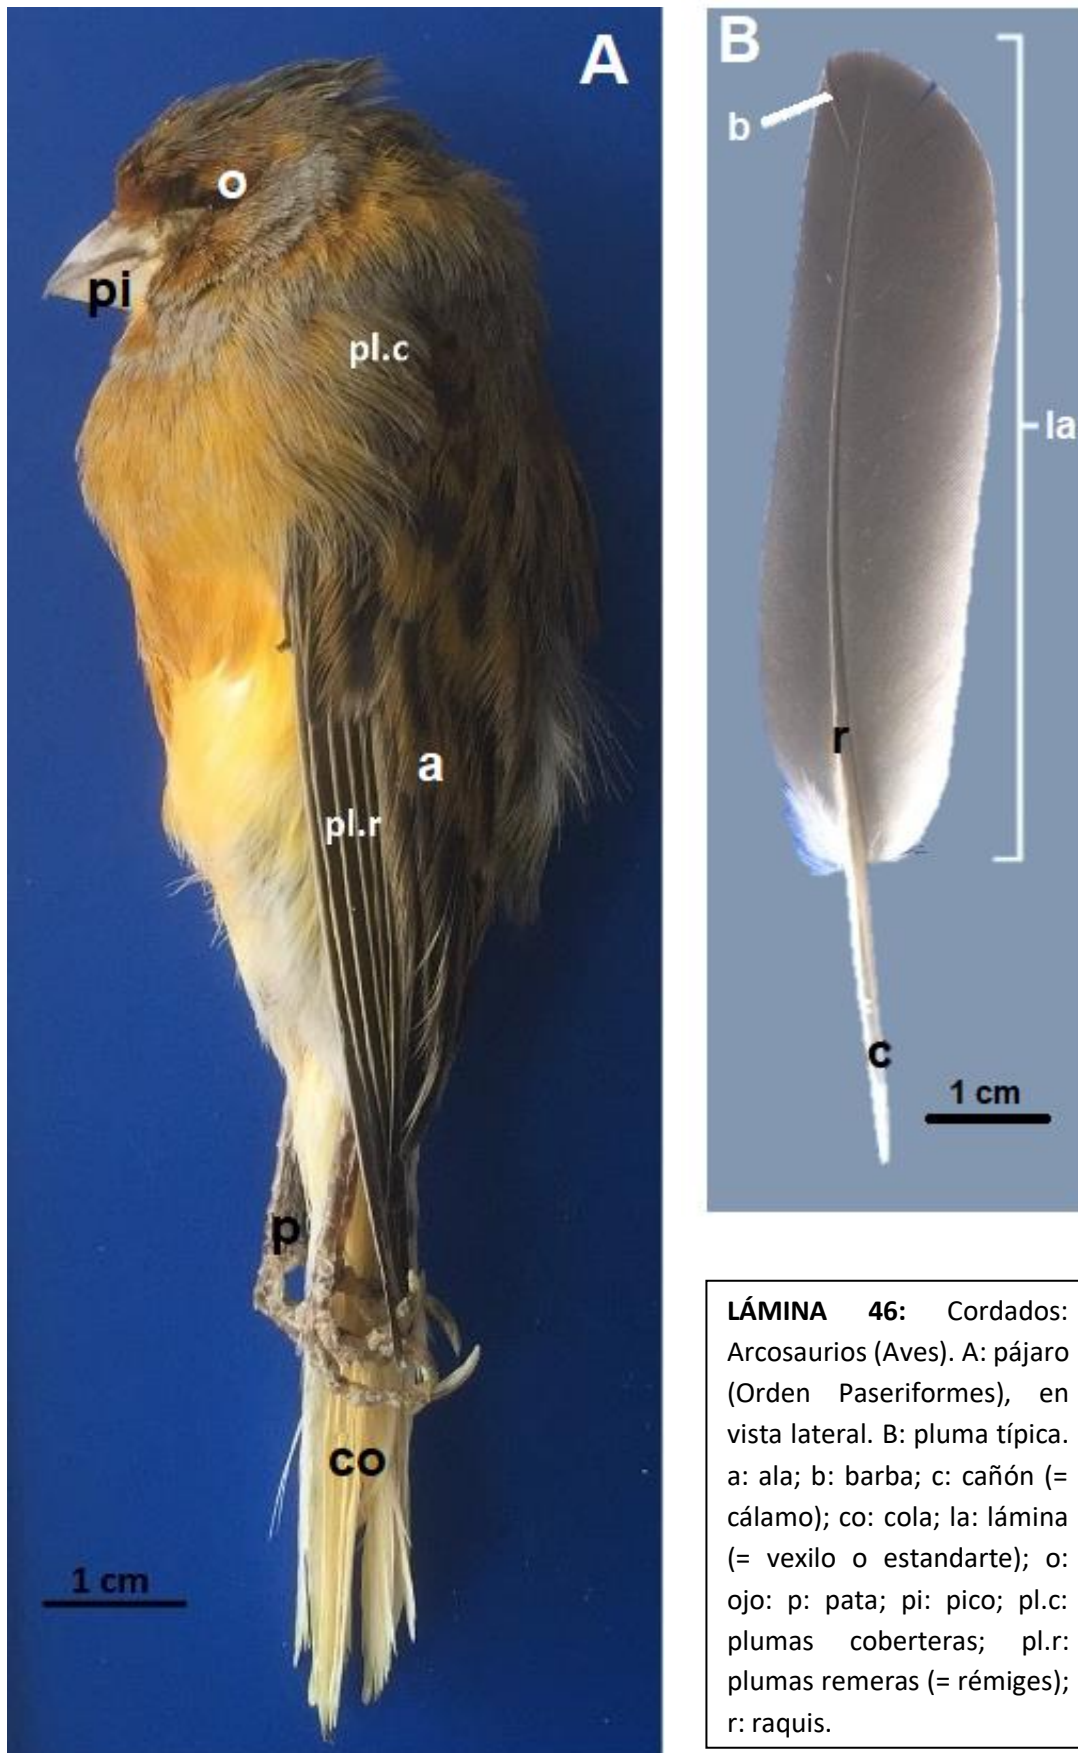 A
o
pi
pl.c
a
pl.r
p
co
1 cm
B
b
la
r
c
1 cm
LÁMINA 46: Cordados:
Arcosaurios (Aves). A: pájaro
(Orden Paseriformes), en
vista lateral. B: pluma típica.
a: ala; b: barba; c: cañón (=
cálamo); co: cola; la: lámina
(= vexilo o estandarte); o:
ojo: p: pata; pi: pico; pl.c:
plumas coberteras; pl.r:
plumas remeras (= rémiges);
r: raquis.